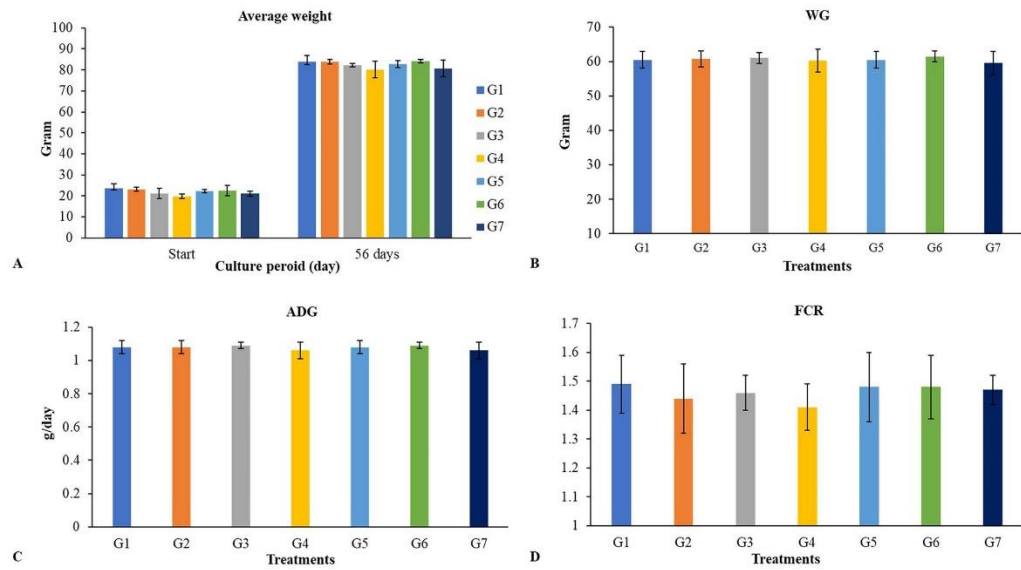 Average weight
100
90
80
70
60
50
40
30
20
10
0
Gram
G1
G2
G3
G4
G5
G6
G7
Start
56 days
Culture peroid (day)
A
WG
70
60
50
40
30
20
10
Gram
G1 G2 G3 G4 G5 G6 G7
Treatments
B
ADG
1.2
1
0.8
0.6
0.4
0.2
0
g/day
G1 G2 G3 G4 G5 G6 G7
Treatments
C
FCR
1.7
1.6
1.5
1.4
1.3
1.2
1.1
1
G1 G2 G3 G4 G5 G6 G7
Treatments
D